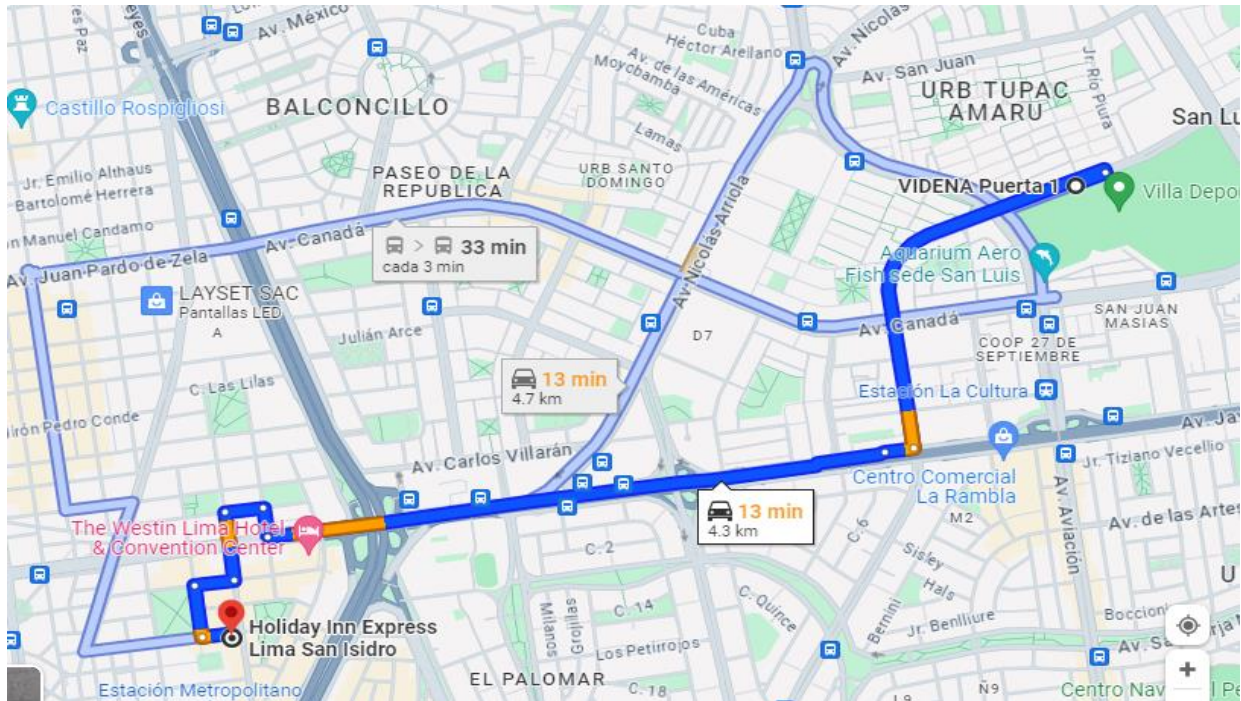 Cuba
Héctor Arellano
Av. México
Av. Nicolás
Moyobamba
Av. de las Américas
Av. San Juan
Jr. Río Piura
URB TUPAC
AMARU
Castillo Rospigliosi
BALCONCILLO
Lamas
San Lu
Jr. Emilio Althaus
Bartolomé Herrera
PASEO DE LA
REPUBLICA
URB SANTO
DOMINGO
VIDENA Puerta 1
Villa Depor
Manuel Candamo
Av. Canadá
Av. Nicolás Arriola
33 min
cada 3 min
Av. Juan Pardo de Zela
Aquarium Aero
Fish sede San Luis
LAYSET SAC
Pantallas LED
A
Julián Arce
D7
Av. Canadá
SAN JUAN
MASIAS
COOP 27 DE
SEPTIEMBRE
13 min
4.7 km
C. Las Lilas
Estación La Cultura
Pedro Conde
Av. Jav
Av. Carlos Villarán
Jr. Tiziano Vecellio
Centro Comercial
La Rambla
13 min
4.3 km
The Westin Lima Hotel
& Convention Center
M2
Av. Aviación
Av. de las Artes
C. 2
C. 6
Sisley
Hals
U
C. 14
Milanos
Grojillas
C. Quince
Bernini
Boccioni
Holiday Inn Express
Lima San Isidro
Jr. Benlliure
Los Petirrojos
Av. Sa
EL PALOMAR
C. 18
L9
Ñ9
Estación Metropolitano
Centro Nav
l Pe